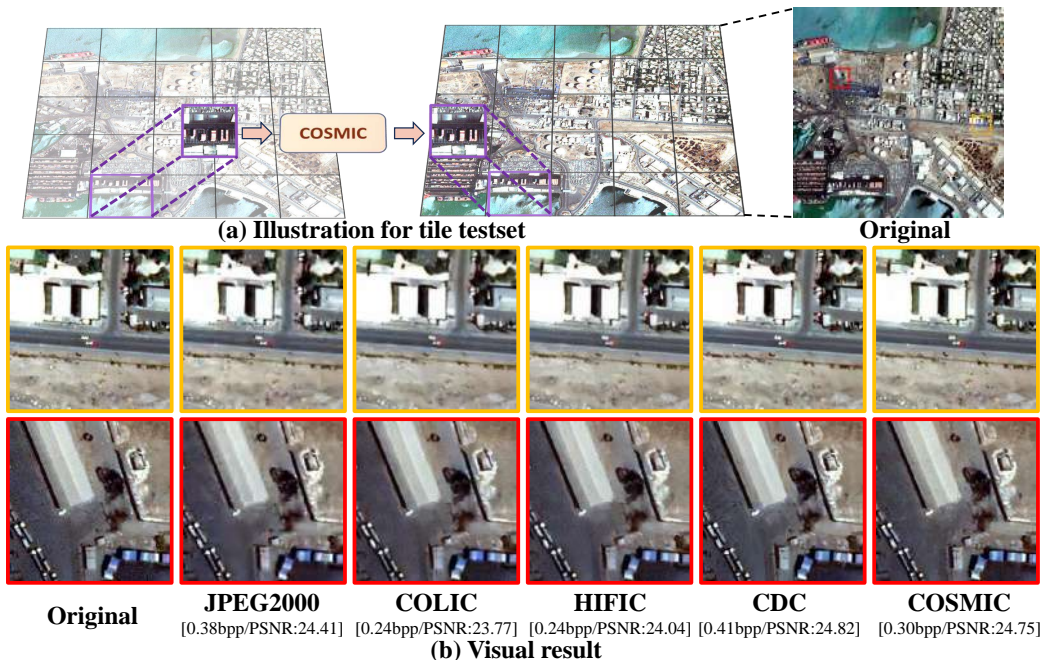 COSMIC
(a) Illustration for tile testset
Original
Original
JPEG2000
[0.38bpp/PSNR:24.41]
COLIC
[0.24bpp/PSNR:23.77]
HIFIC
[0.24bpp/PSNR:24.04]
CDC
[0.41bpp/PSNR:24.82]
COSMIC
[0.30bpp/PSNR:24.75]
(b) Visual result